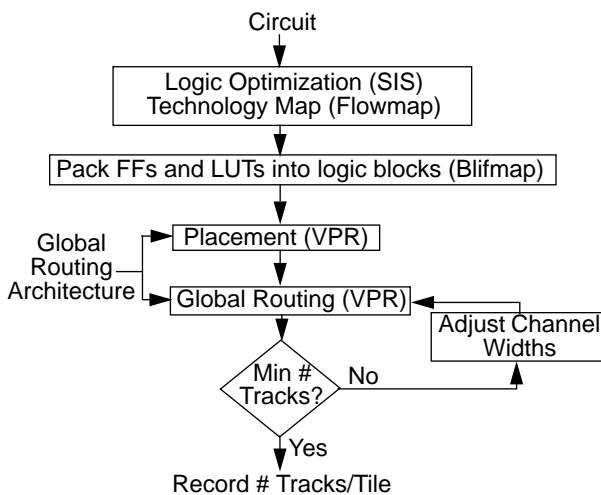 Circuit
Logic Optimization (SIS)
Technology Map (Flowmap)
Pack FFs and LUTs into logic blocks (Blifmap)
Placement (VPR)
Global
Routing
Architecture
Global Routing (VPR)
Adjust Channel
Widths
Min #
Tracks?
No
Yes
Record # Tracks/Tile